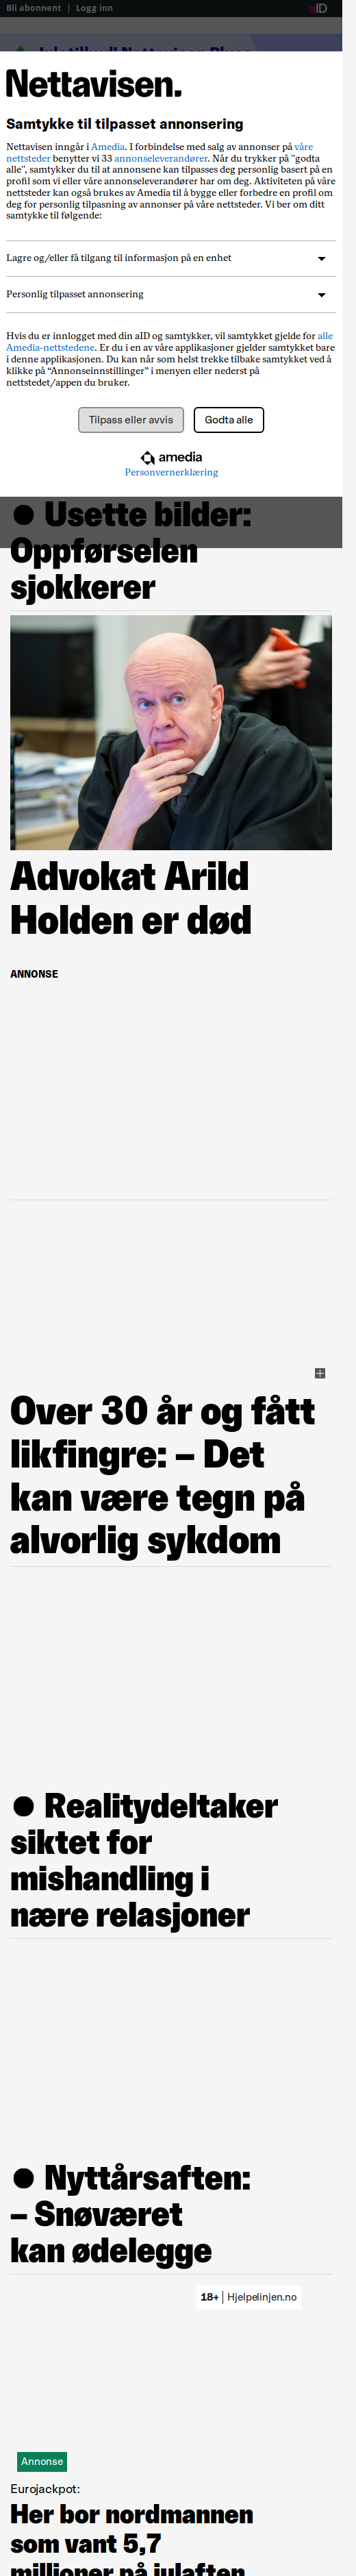 Bli abonnent | Logg inn
aID
Nettavisen.
Samtykke til tilpasset annonsering
Nettavisen inngår i Amedia. I forbindelse med salg av annonser på våre
nettsteder benytter vi 33 annonseleverandører. Når du trykker på "godta
alle", samtykker du til at annonsene kan tilpasses deg personlig basert på en
profil som vi eller våre annonseleverandører har om deg. Aktiviteten på våre
nettsteder kan også brukes av Amedia til å bygge eller forbedre en profil om
deg for personlig tilpasning av annonser på våre nettsteder. Vi ber om ditt
samtykke til følgende:
Lagre og/eller få tilgang til informasjon på en enhet
Personlig tilpasset annonsering
Hvis du er innlogget med din aID og samtykker, vil samtykket gjelde for alle
Amedia-nettstedene. Er du i en av våre applikasjoner gjelder samtykket bare
i denne applikasjonen. Du kan når som helst trekke tilbake samtykket ved å
klikke på “Annonseinnstillinger” i menyen eller nederst på
nettstedet/appen du bruker.
Tilpass eller avvis
Godta alle
amedia
Personvernerklæring
Usette bilder:
Oppførselen
sjokkerer
Advokat Arild
Holden er død
ANNONSE
Over 30 år og fått
likfingre: – Det
kan være tegn på
alvorlig sykdom
Realitydeltaker
siktet for
mishandling i
nære relasjoner
Nyttårsaften:
– Snøværet
kan ødelegge
18+ | Hjelpelinjen.no
Annonse
Eurojackpot:
Her bor nordmannen
som vant 5,7
millioner på julaften